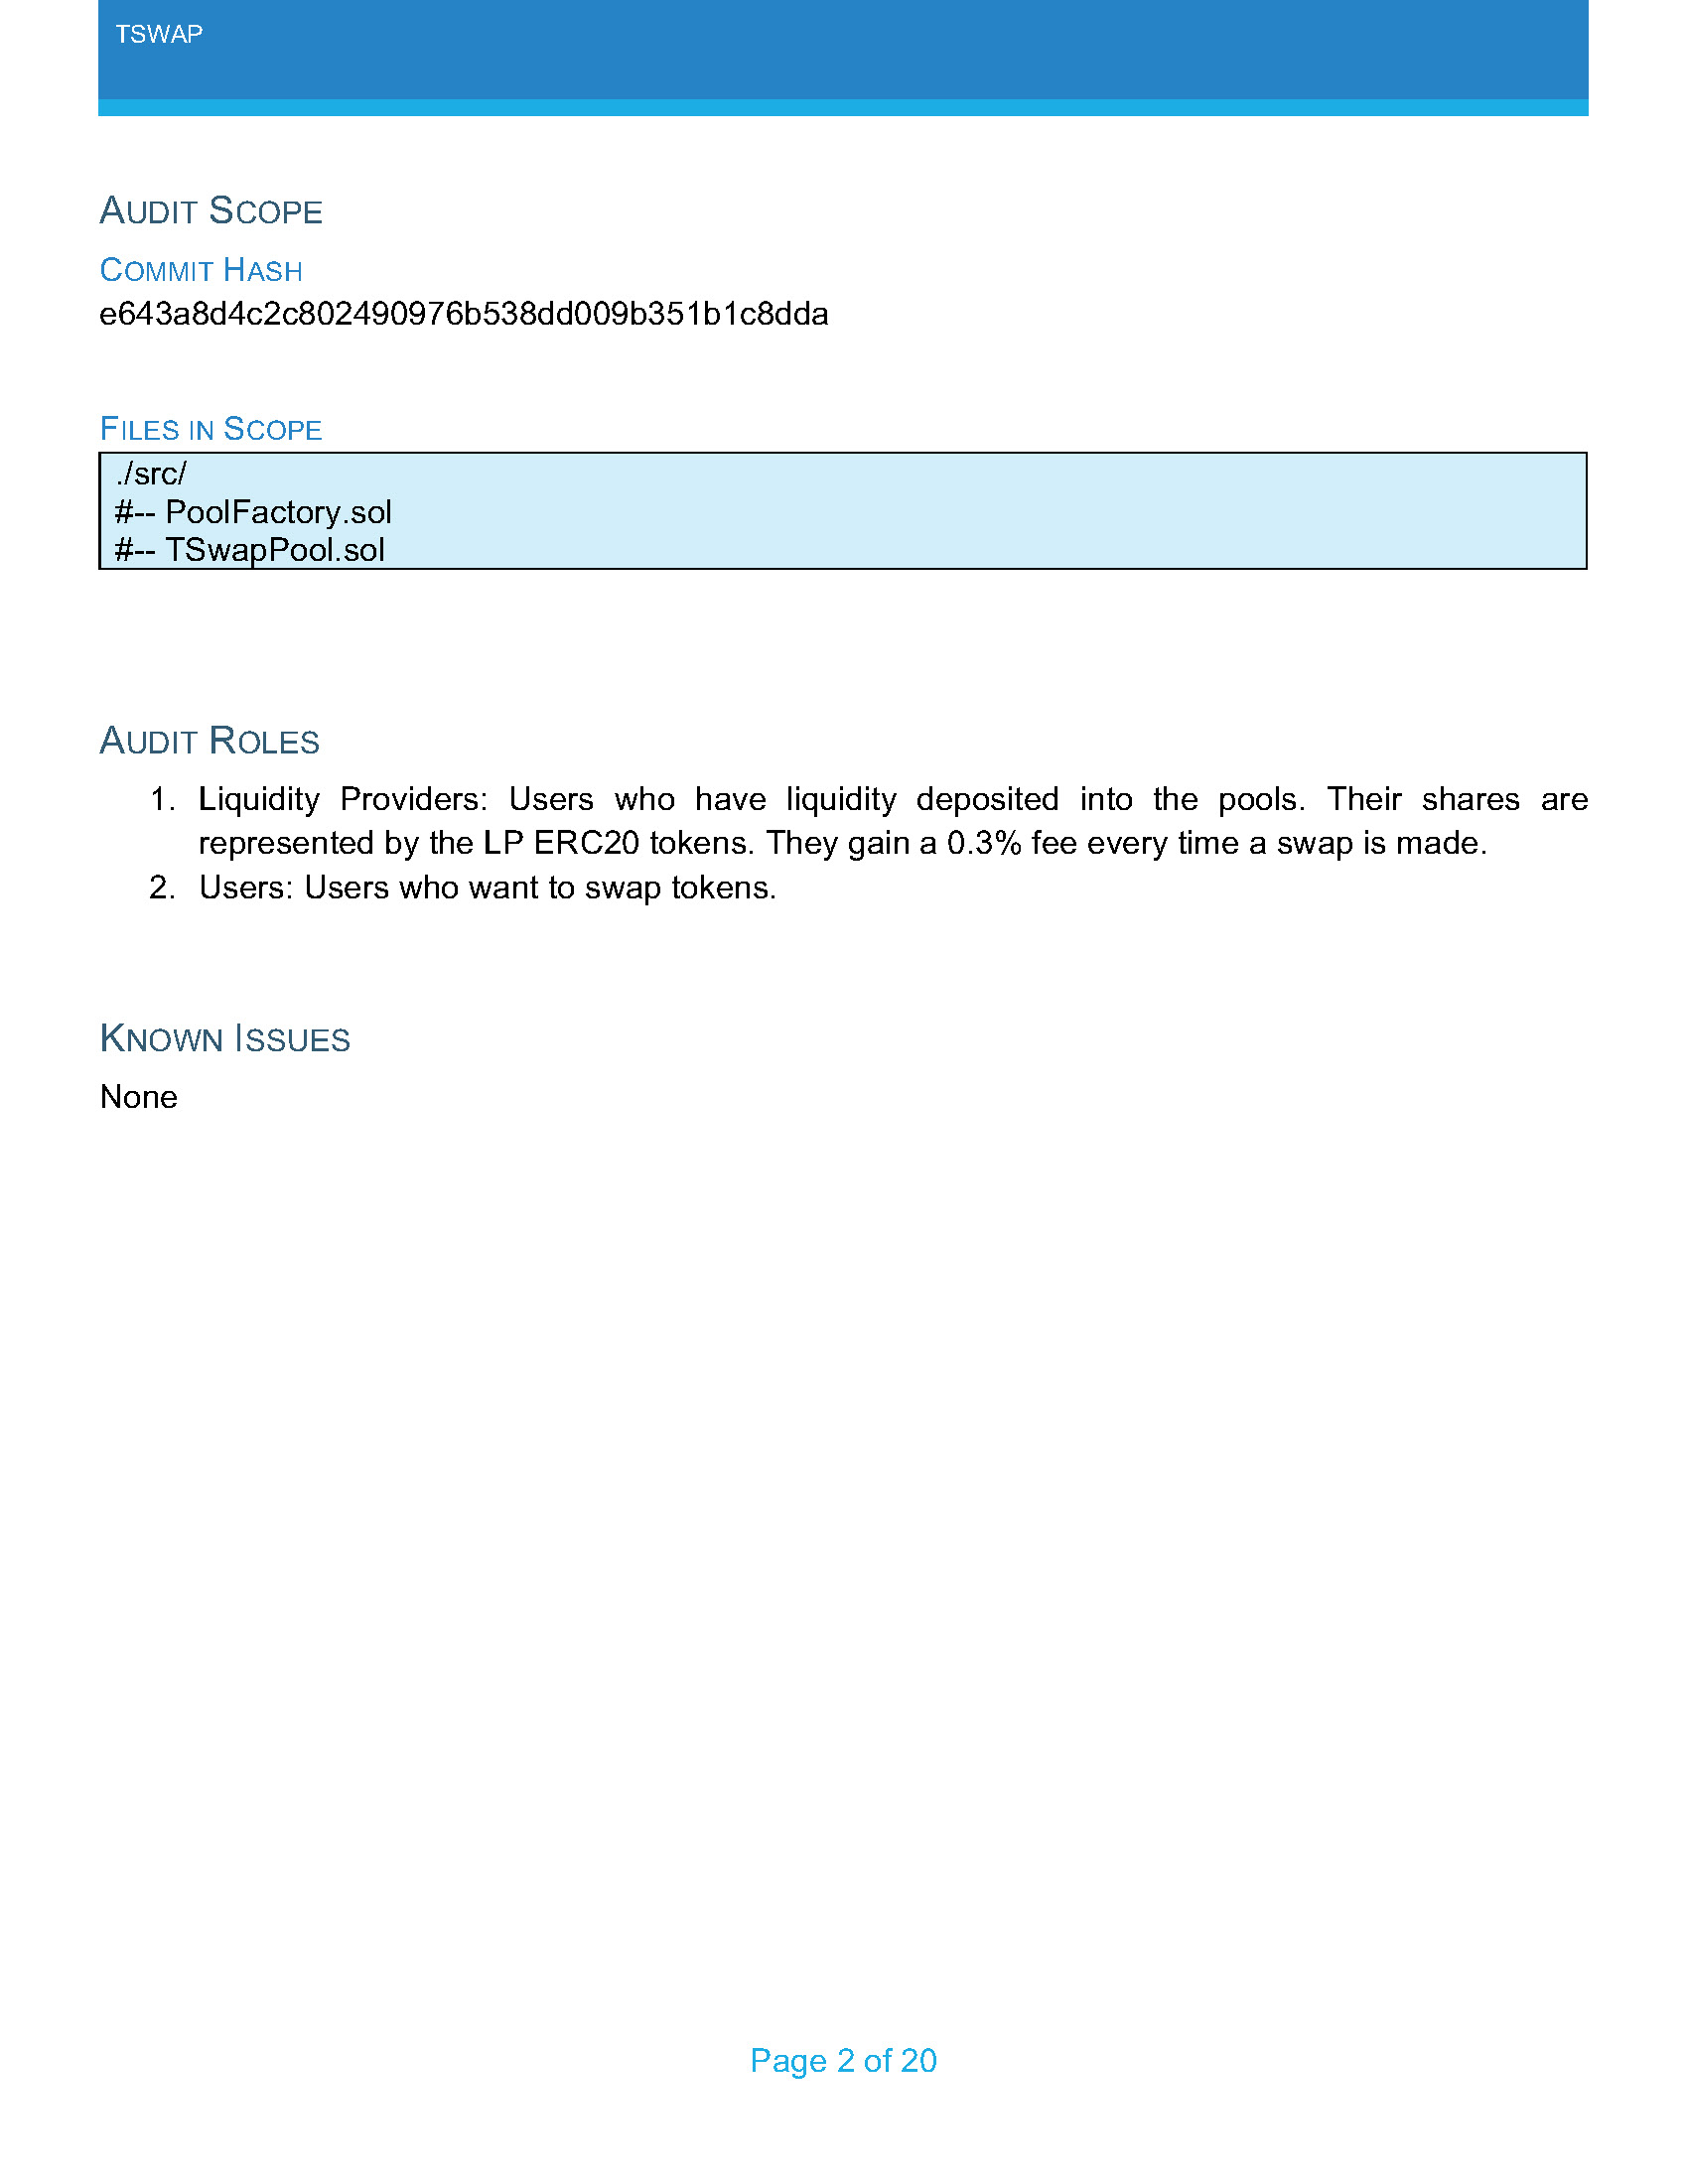 TSWAP
AUDIT SCOPE
COMMIT HASH
e643a8d4c2c802490976b538dd009b351b1c8dda
FILES IN SCOPE
./src/
#-- PoolFactory.sol
#-- TSwapPool.sol
AUDIT ROLES
1. Liquidity Providers: Users who have liquidity deposited into the pools. Their shares are
represented by the LP ERC20 tokens. They gain a 0.3% fee every time a swap is made.
2. Users: Users who want to swap tokens.
KNOWN ISSUES
None
Page 2 of 20